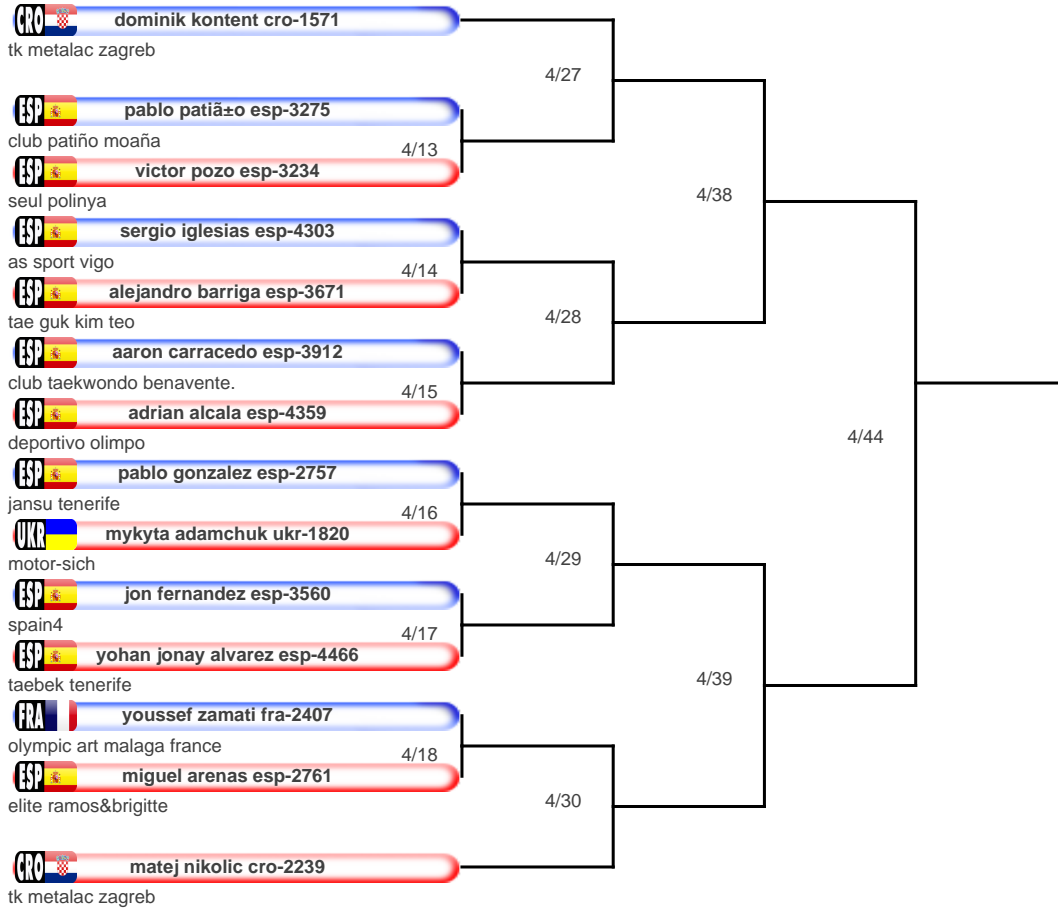 CRO dominik kontent cro-1571
tk metalac zagreb
4/27
ESP pablo patiã±o esp-3275
club patiño moaña
4/13
ESP victor pozo esp-3234
seul polinya
4/38
ESP sergio iglesias esp-4303
as sport vigo
4/14
ESP alejandro barriga esp-3671
tae guk kim teo
4/28
ESP aaron carracedo esp-3912
club taekwondo benavente.
4/15
ESP adrian alcala esp-4359
deportivo olimpo
4/44
ESP pablo gonzalez esp-2757
jansu tenerife
4/16
UKR mykyta adamchuk ukr-1820
motor-sich
4/29
ESP jon fernandez esp-3560
spain4
4/17
ESP yohan jonay alvarez esp-4466
taebek tenerife
4/39
FRA youssef zamati fra-2407
olympic art malaga france
4/18
ESP miguel arenas esp-2761
elite ramos&brigitte
4/30
CRO matej nikolic cro-2239
tk metalac zagreb